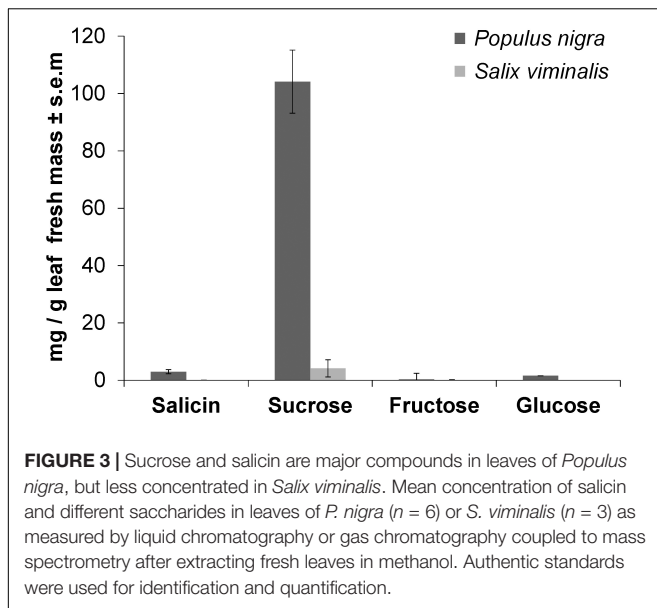 120
100
80
60
40
20
0
mg / g leaf fresh mass ± s.e.m
Populus nigra
Salix viminalis
Salicin Sucrose Fructose Glucose
FIGURE 3 | Sucrose and salicin are major compounds in leaves of Populus
nigra, but less concentrated in Salix viminalis. Mean concentration of salicin
and different saccharides in leaves of P. nigra (n = 6) or S. viminalis (n = 3) as
measured by liquid chromatography or gas chromatography coupled to mass
spectrometry after extracting fresh leaves in methanol. Authentic standards
were used for identification and quantification.